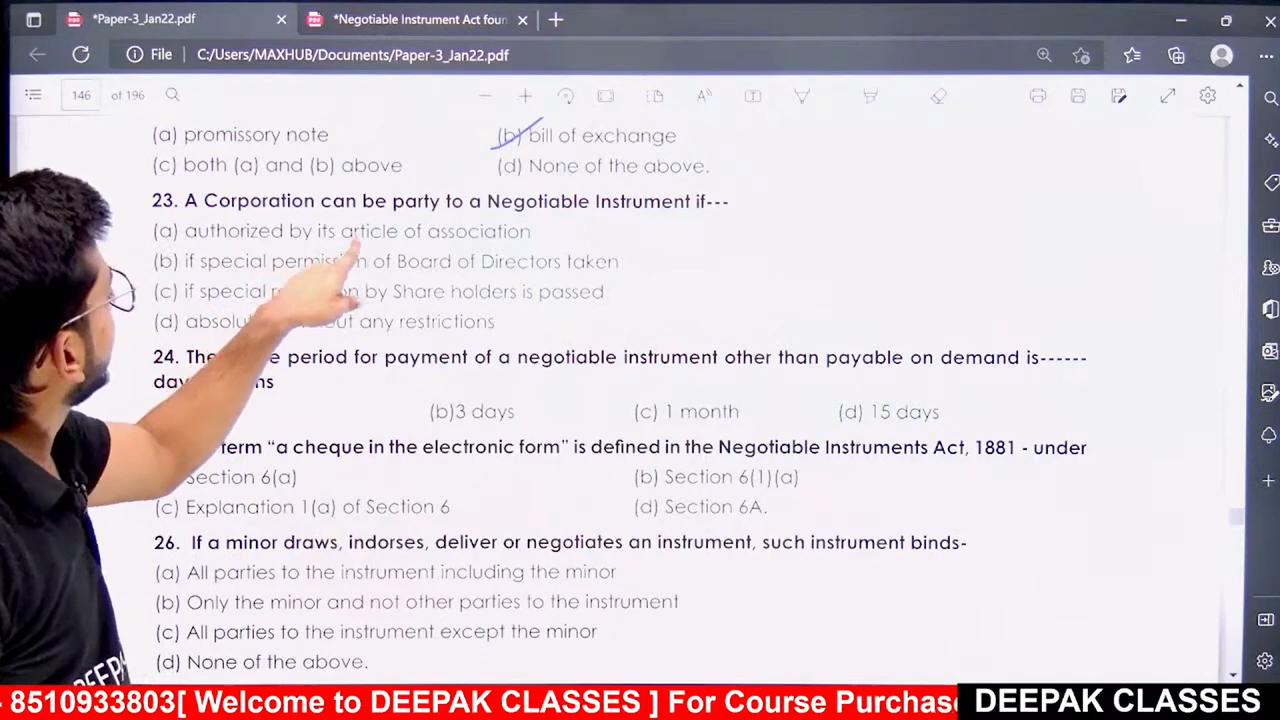 *Paper-3_Jan22.pdf
*Negotiable Instrument Act foun
File C:/Users/MAXHUB/Documents/Paper-3_Jan22.pdf
146 of 196
(a) promissory note (b) bill of exchange
(c) both (a) and (b) above (d) None of the above.
23. A Corporation can be party to a Negotiable Instrument if---
(a) authorized by its article of association
(b) if special of Board of Directors taken
(c) if special by Share holders is passed
(d) any restrictions
24. period for payment of a negotiable instrument other than payable on demand is------
(b)3 days (c) 1 month (d) 15 days
term “a cheque in the electronic form” is defined in the Negotiable Instruments Act, 1881 - under
Section 6(a) (b) Section 6(1)(a)
(c) Explanation 1(a) of Section 6 (d) Section 6A.
26. If a minor draws, indorses, deliver or negotiates an instrument, such instrument binds-
(a) All parties to the instrument including the minor
(b) Only the minor and not other parties to the instrument
(c) All parties to the instrument except the minor
(d) None of the above.
- 8510933803[ Welcome to DEEPAK CLASSES ] For Course Purchas
DEEPAK CLASSES